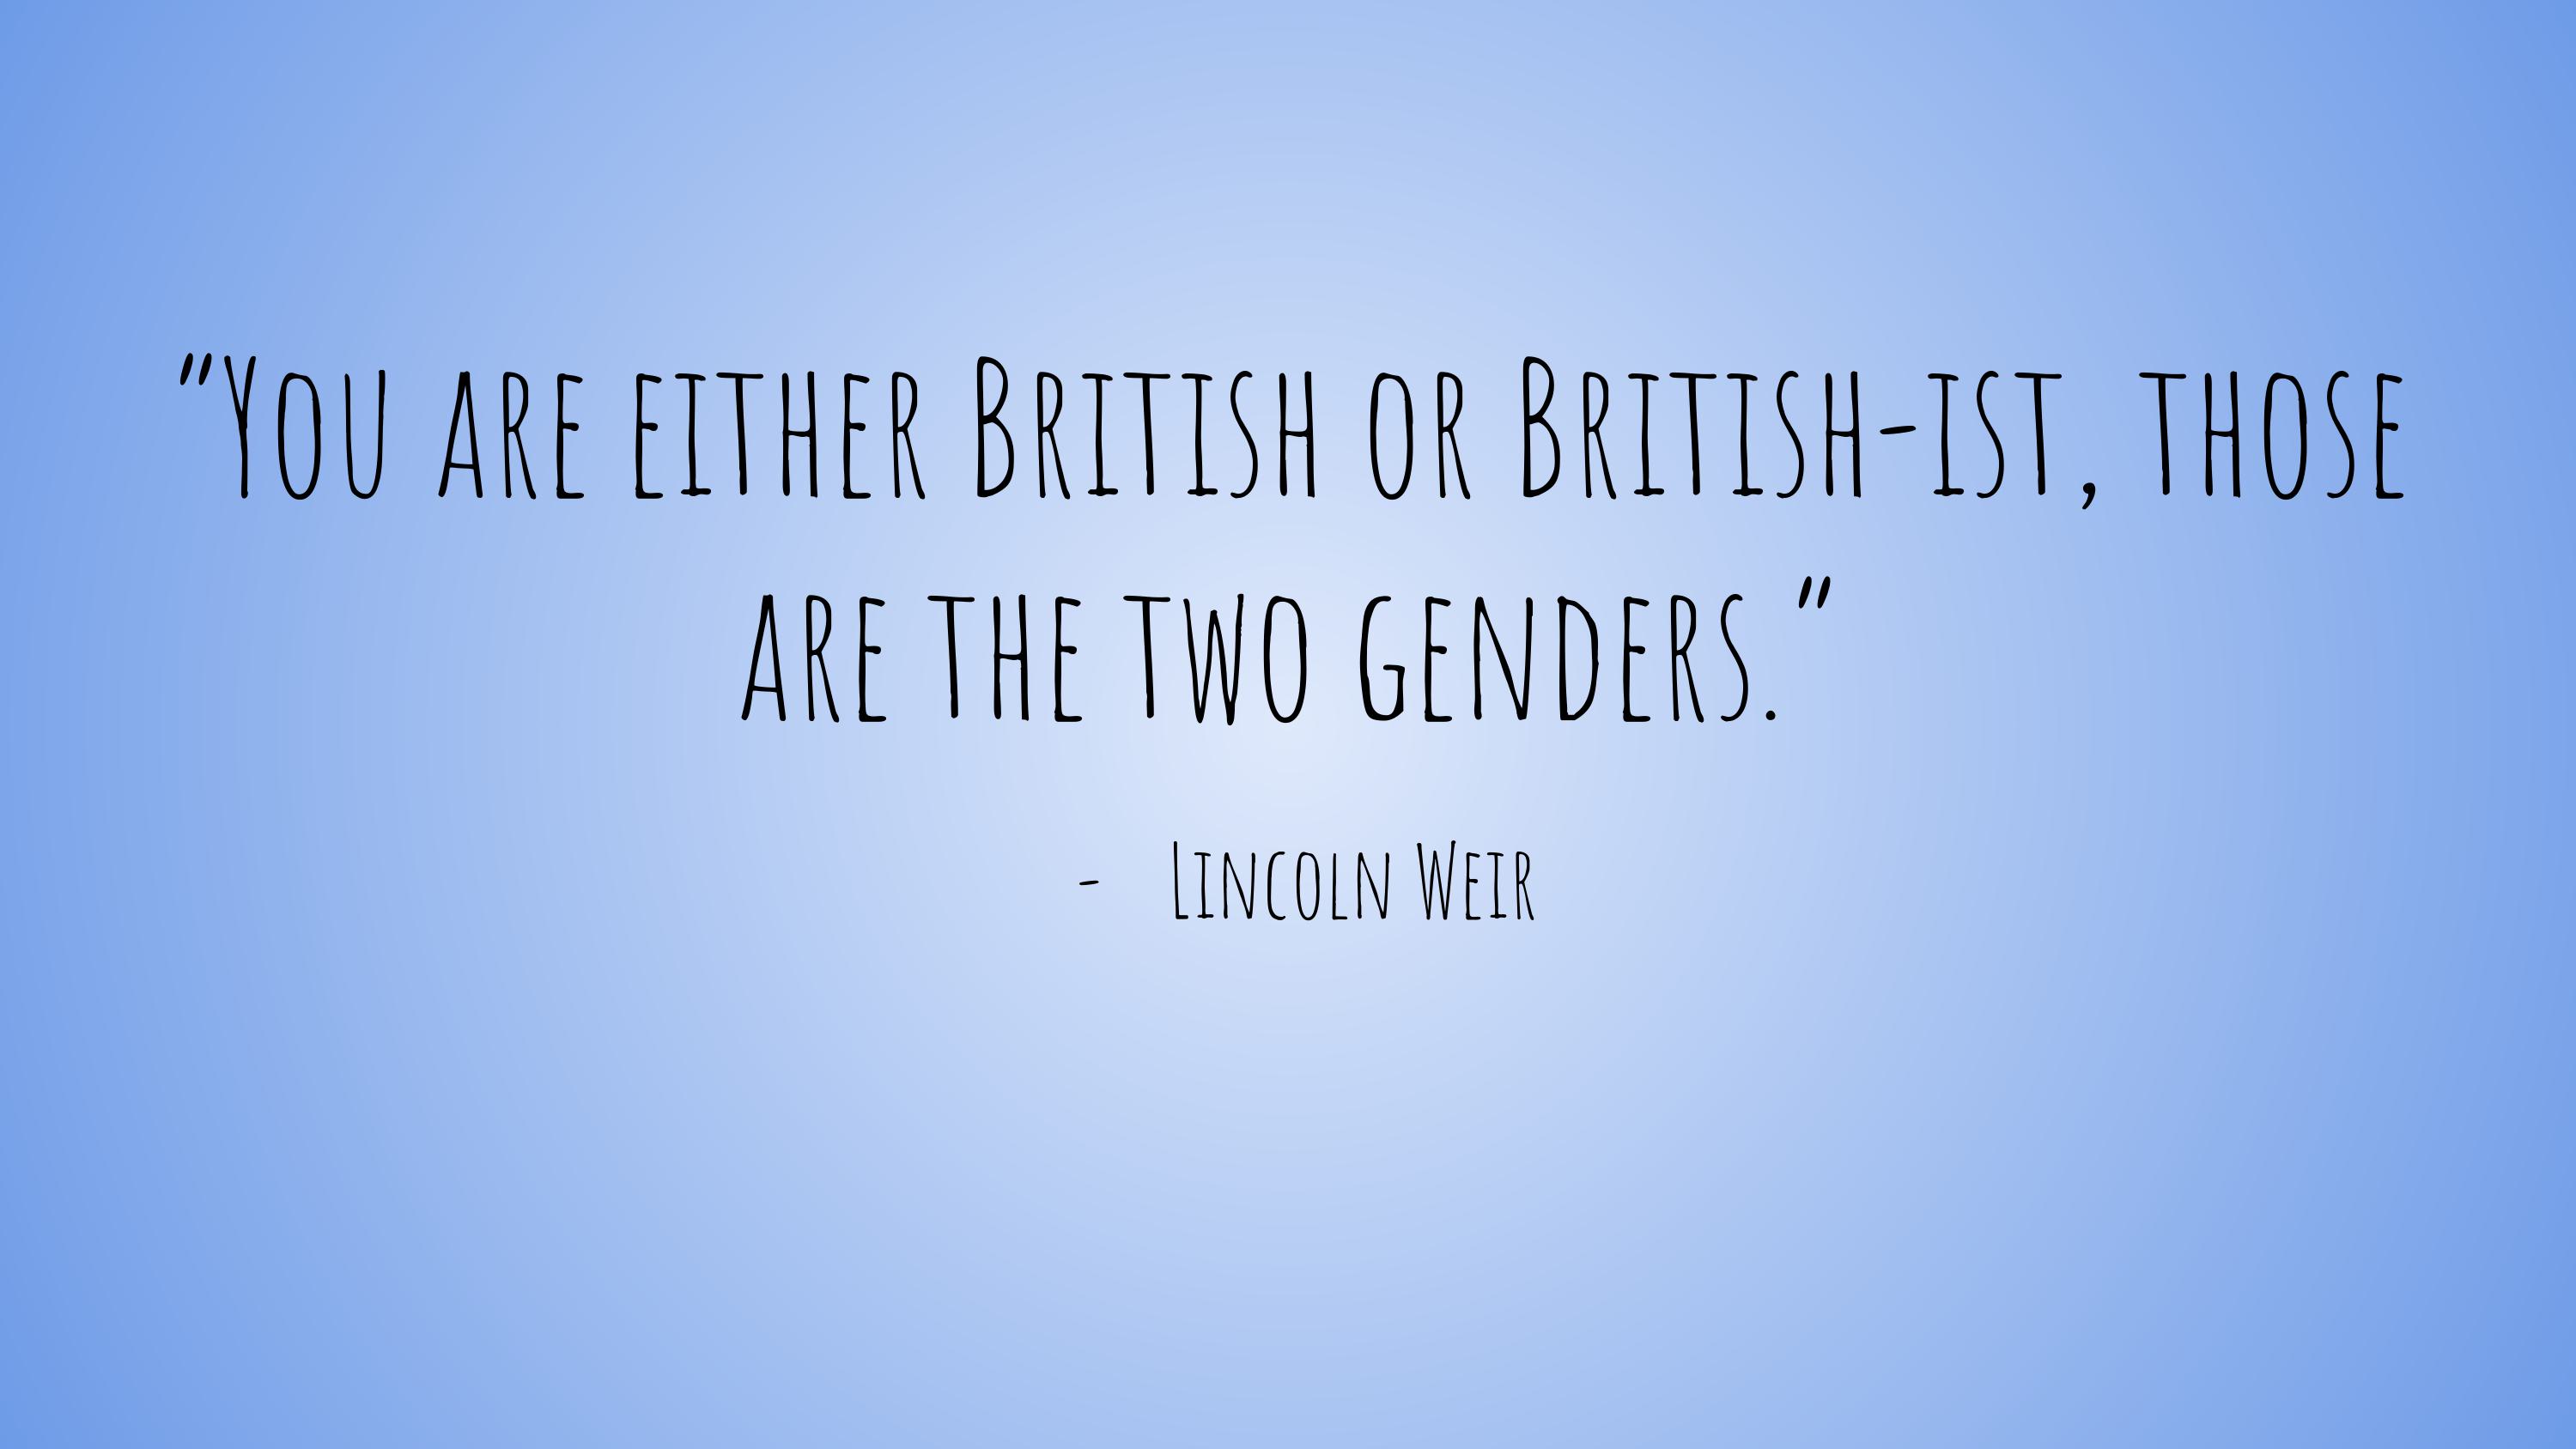 "You are either British or British-ist, those
are the two genders."
- Lincoln Weir